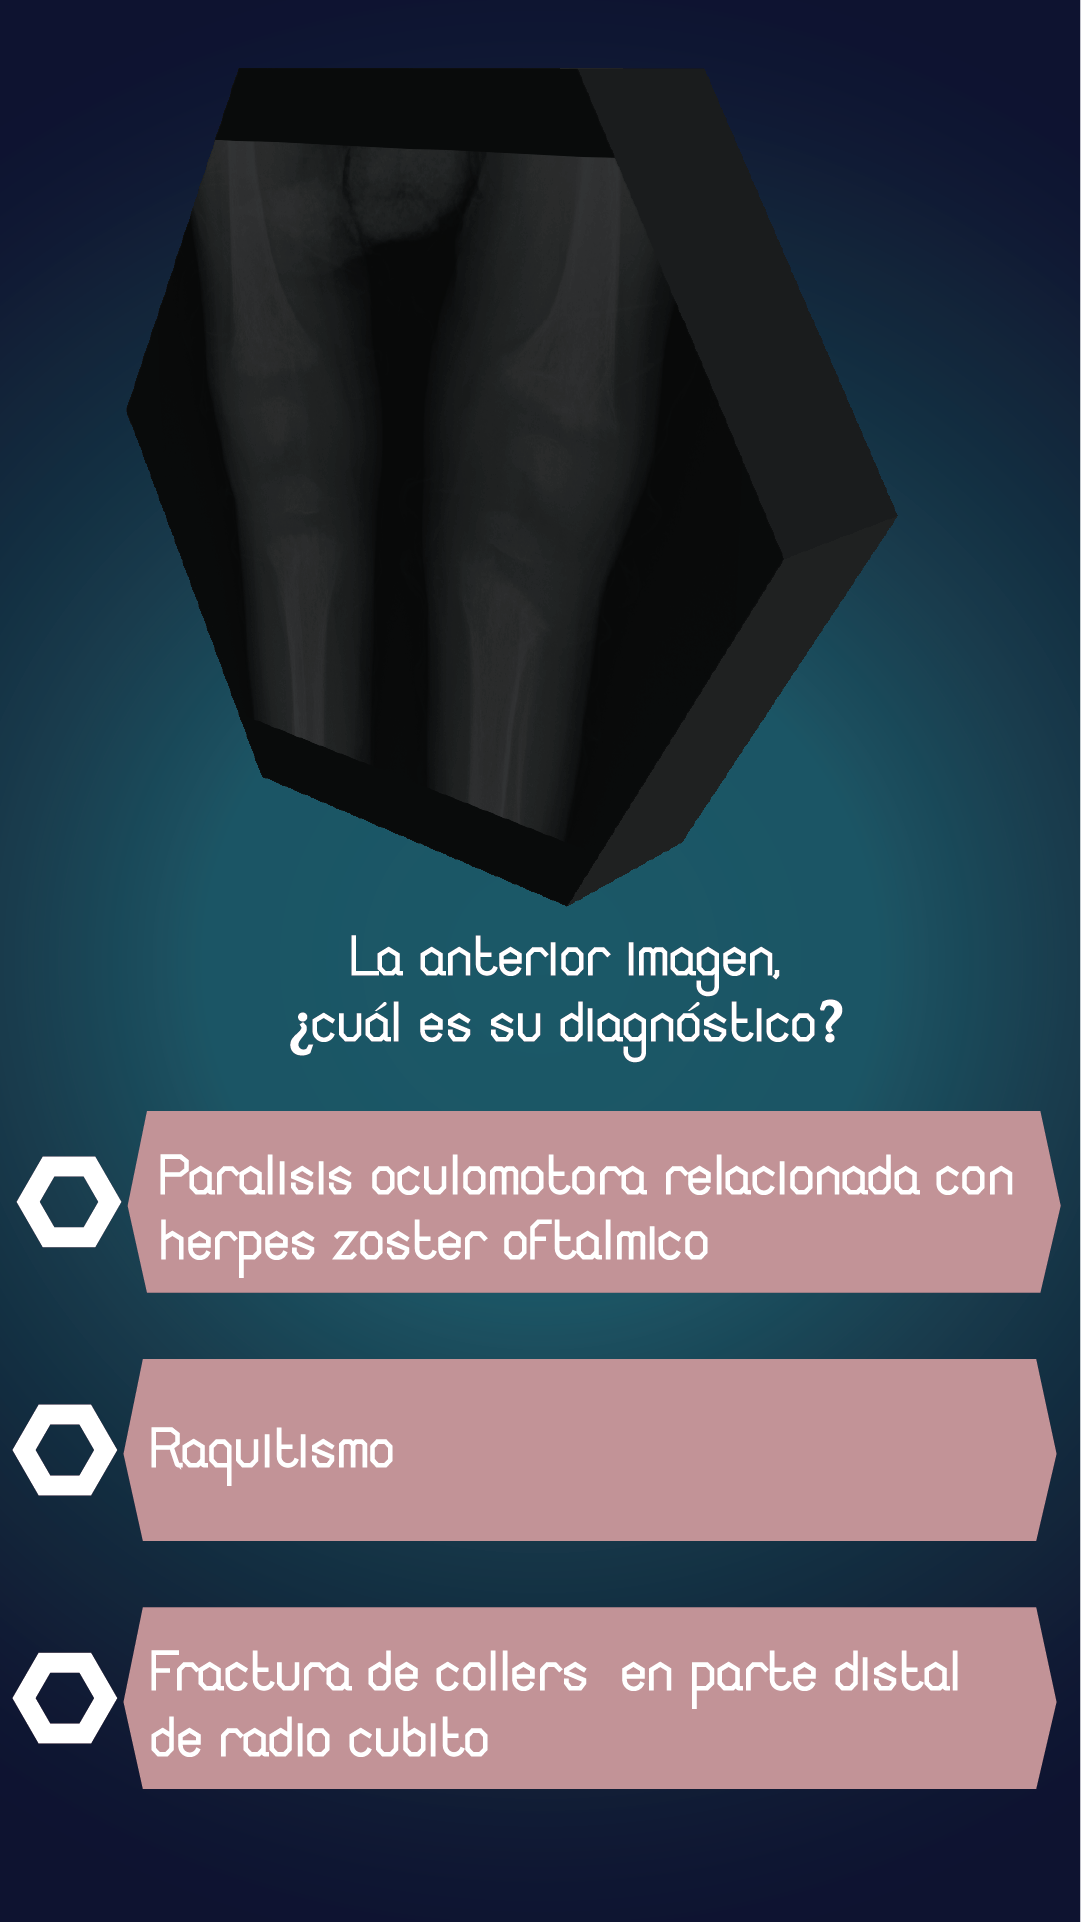 La anterior imagen,
¿cuál es su diagnóstico?
Paralisis oculomotora relacionada con
herpes zoster oftalmico
Raquitismo
Fractura de collers en parte distal
de radio cubito